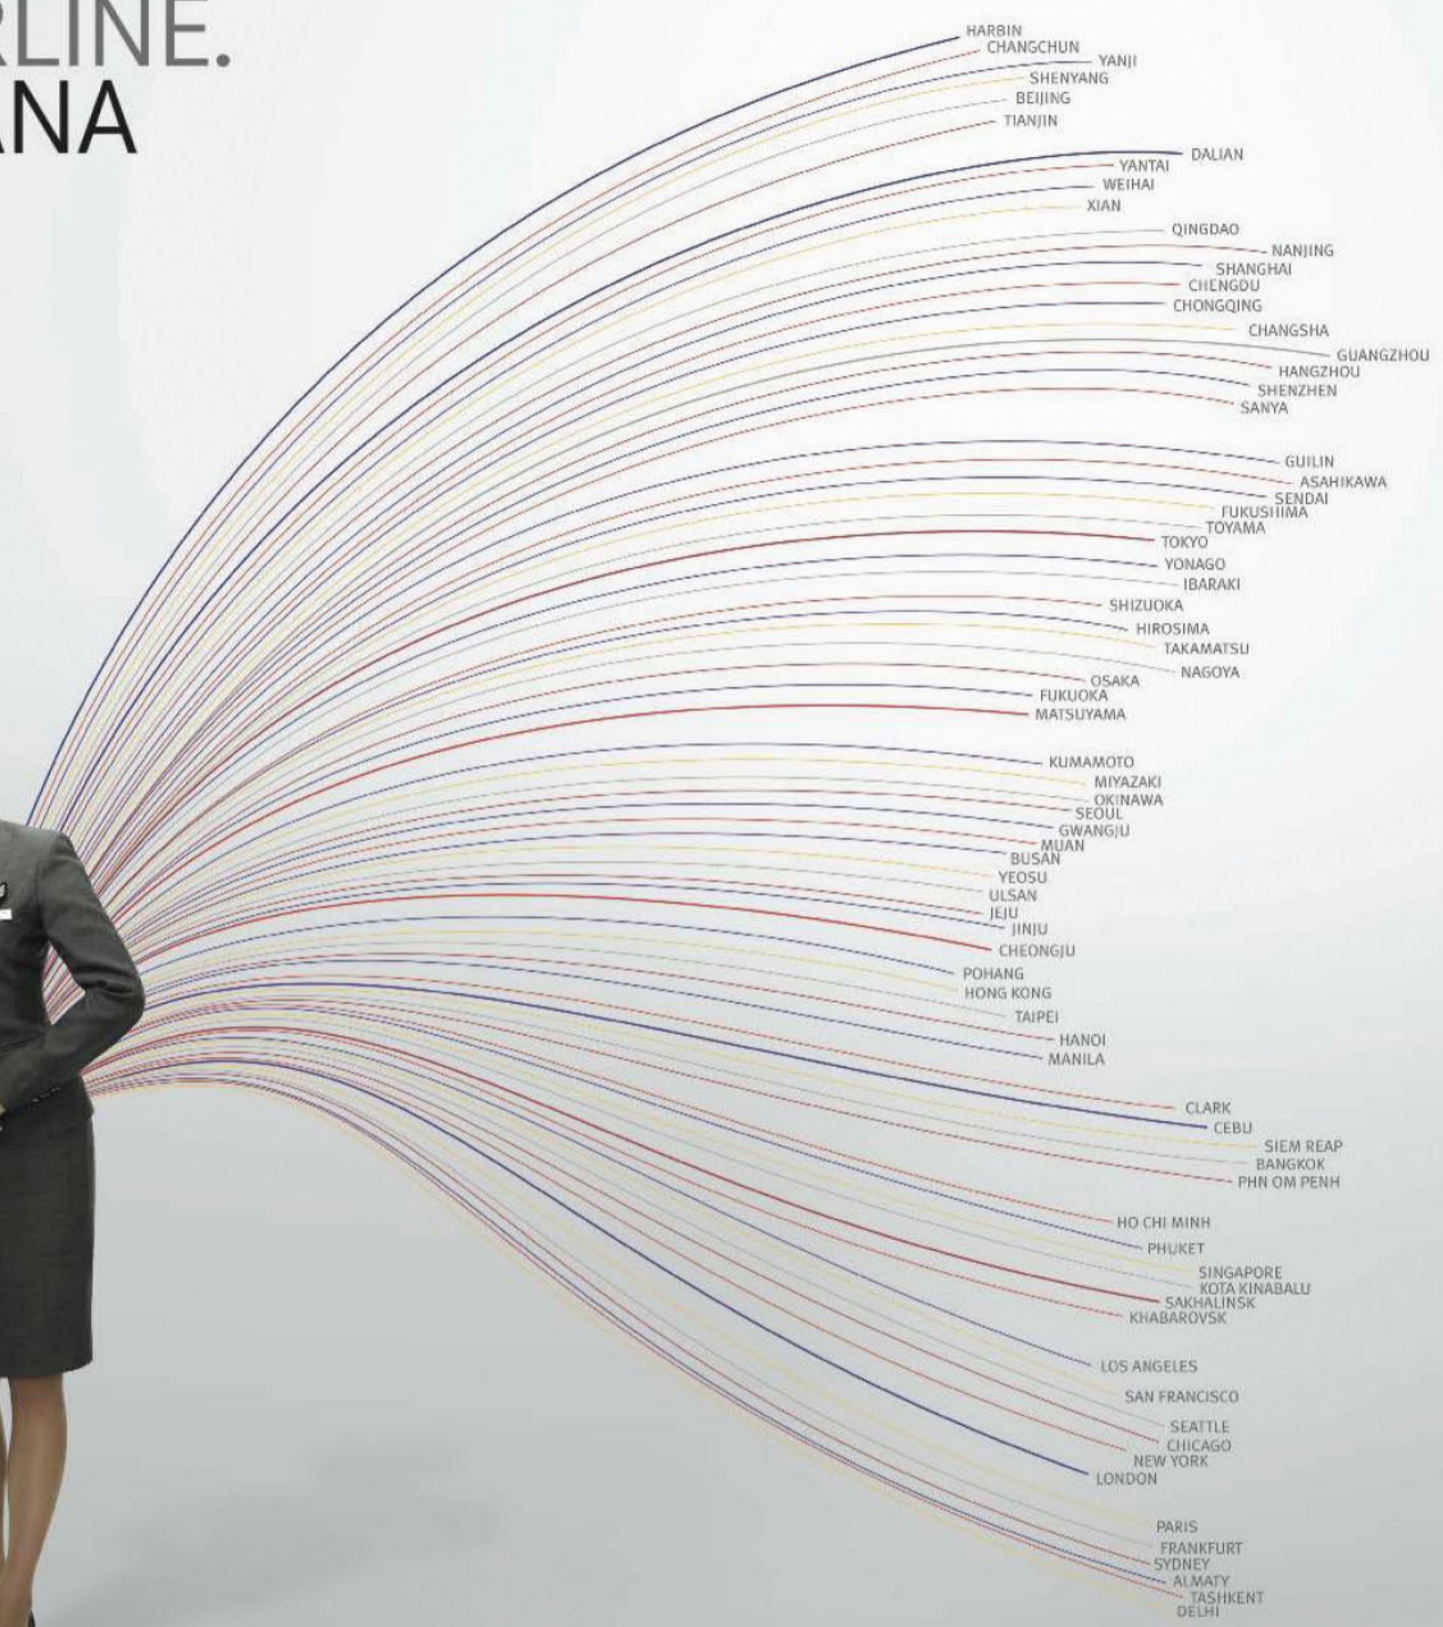 RLINE.
ANA
HARBIN
CHANGCHUN
YANJI
SHENYANG
BEIJING
TIANJIN
DALIAN
YANTAI
WEIHAI
XIAN
QINGDAO
NANJING
SHANGHAI
CHENGDU
CHONGQING
CHANGSHA
GUANGZHOU
HANGZHOU
SHENZHEN
SANYA
GUILIN
ASAHIKAWA
SENDAI
FUKUSHIMA
TOYAMA
TOKYO
YONAGO
IBARAKI
SHIZUOKA
HIROSIMA
TAKAMATSU
NAGOYA
OSAKA
FUKUOKA
MATSUYAMA
KUMAMOTO
MIYAZAKI
OKINAWA
SEOUL
GWANGJU
MUAN
BUSAN
YEOSU
ULSAN
JEJU
JINJU
CHEONGJU
POHANG
HONG KONG
TAIPEI
HANOI
MANILA
CLARK
CEBU
SIEM REAP
BANGKOK
PHN OM PENH
HO CHI MINH
PHUKET
SINGAPORE
KOTA KINABALU
SAKHALINSK
KHABAROVSK
LOS ANGELES
SAN FRANCISCO
SEATTLE
CHICAGO
NEW YORK
LONDON
PARIS
FRANKFURT
SYDNEY
ALMATY
TASHKENT
DELHI